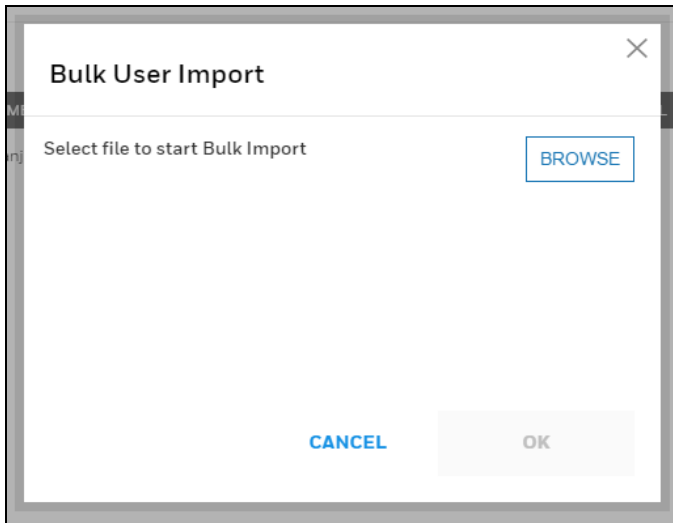 Bulk User Import
Select file to start Bulk Import
BROWSE
CANCEL
OK